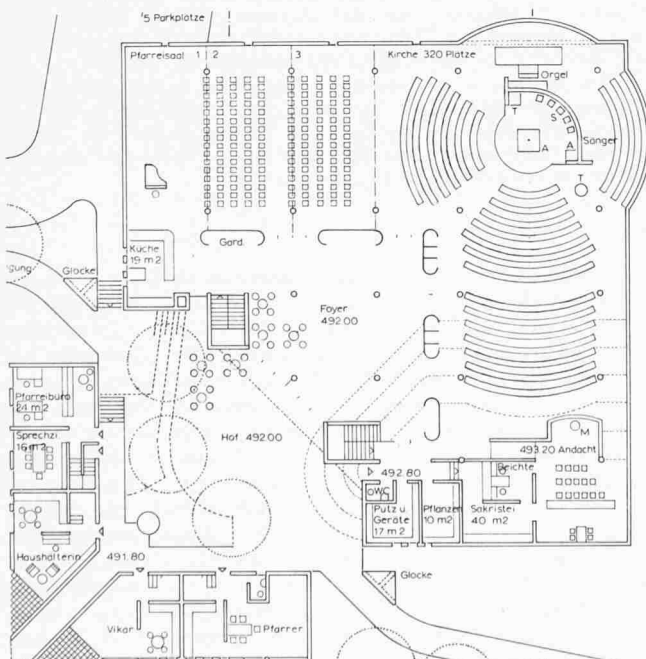 75 Parkplätze
Pfarreisaal 1 2 3 Kirche 320 Plätze
Orgel
T
S
Sänger
A
A
T
Küche
19 m2
Gard.
Glocke
Foyer
492.00
Pfarreibüro
24 m2
Sprechzi.
16 m2
Hof 492.00
M
493.20 Andacht
492.80
Beichte
WC
Putz u.
Geräte
17 m2
Pflanzen
10 m2
Sakristei
40 m2
Haushälterin
491.80
Glocke
Vikar
Pfarrer